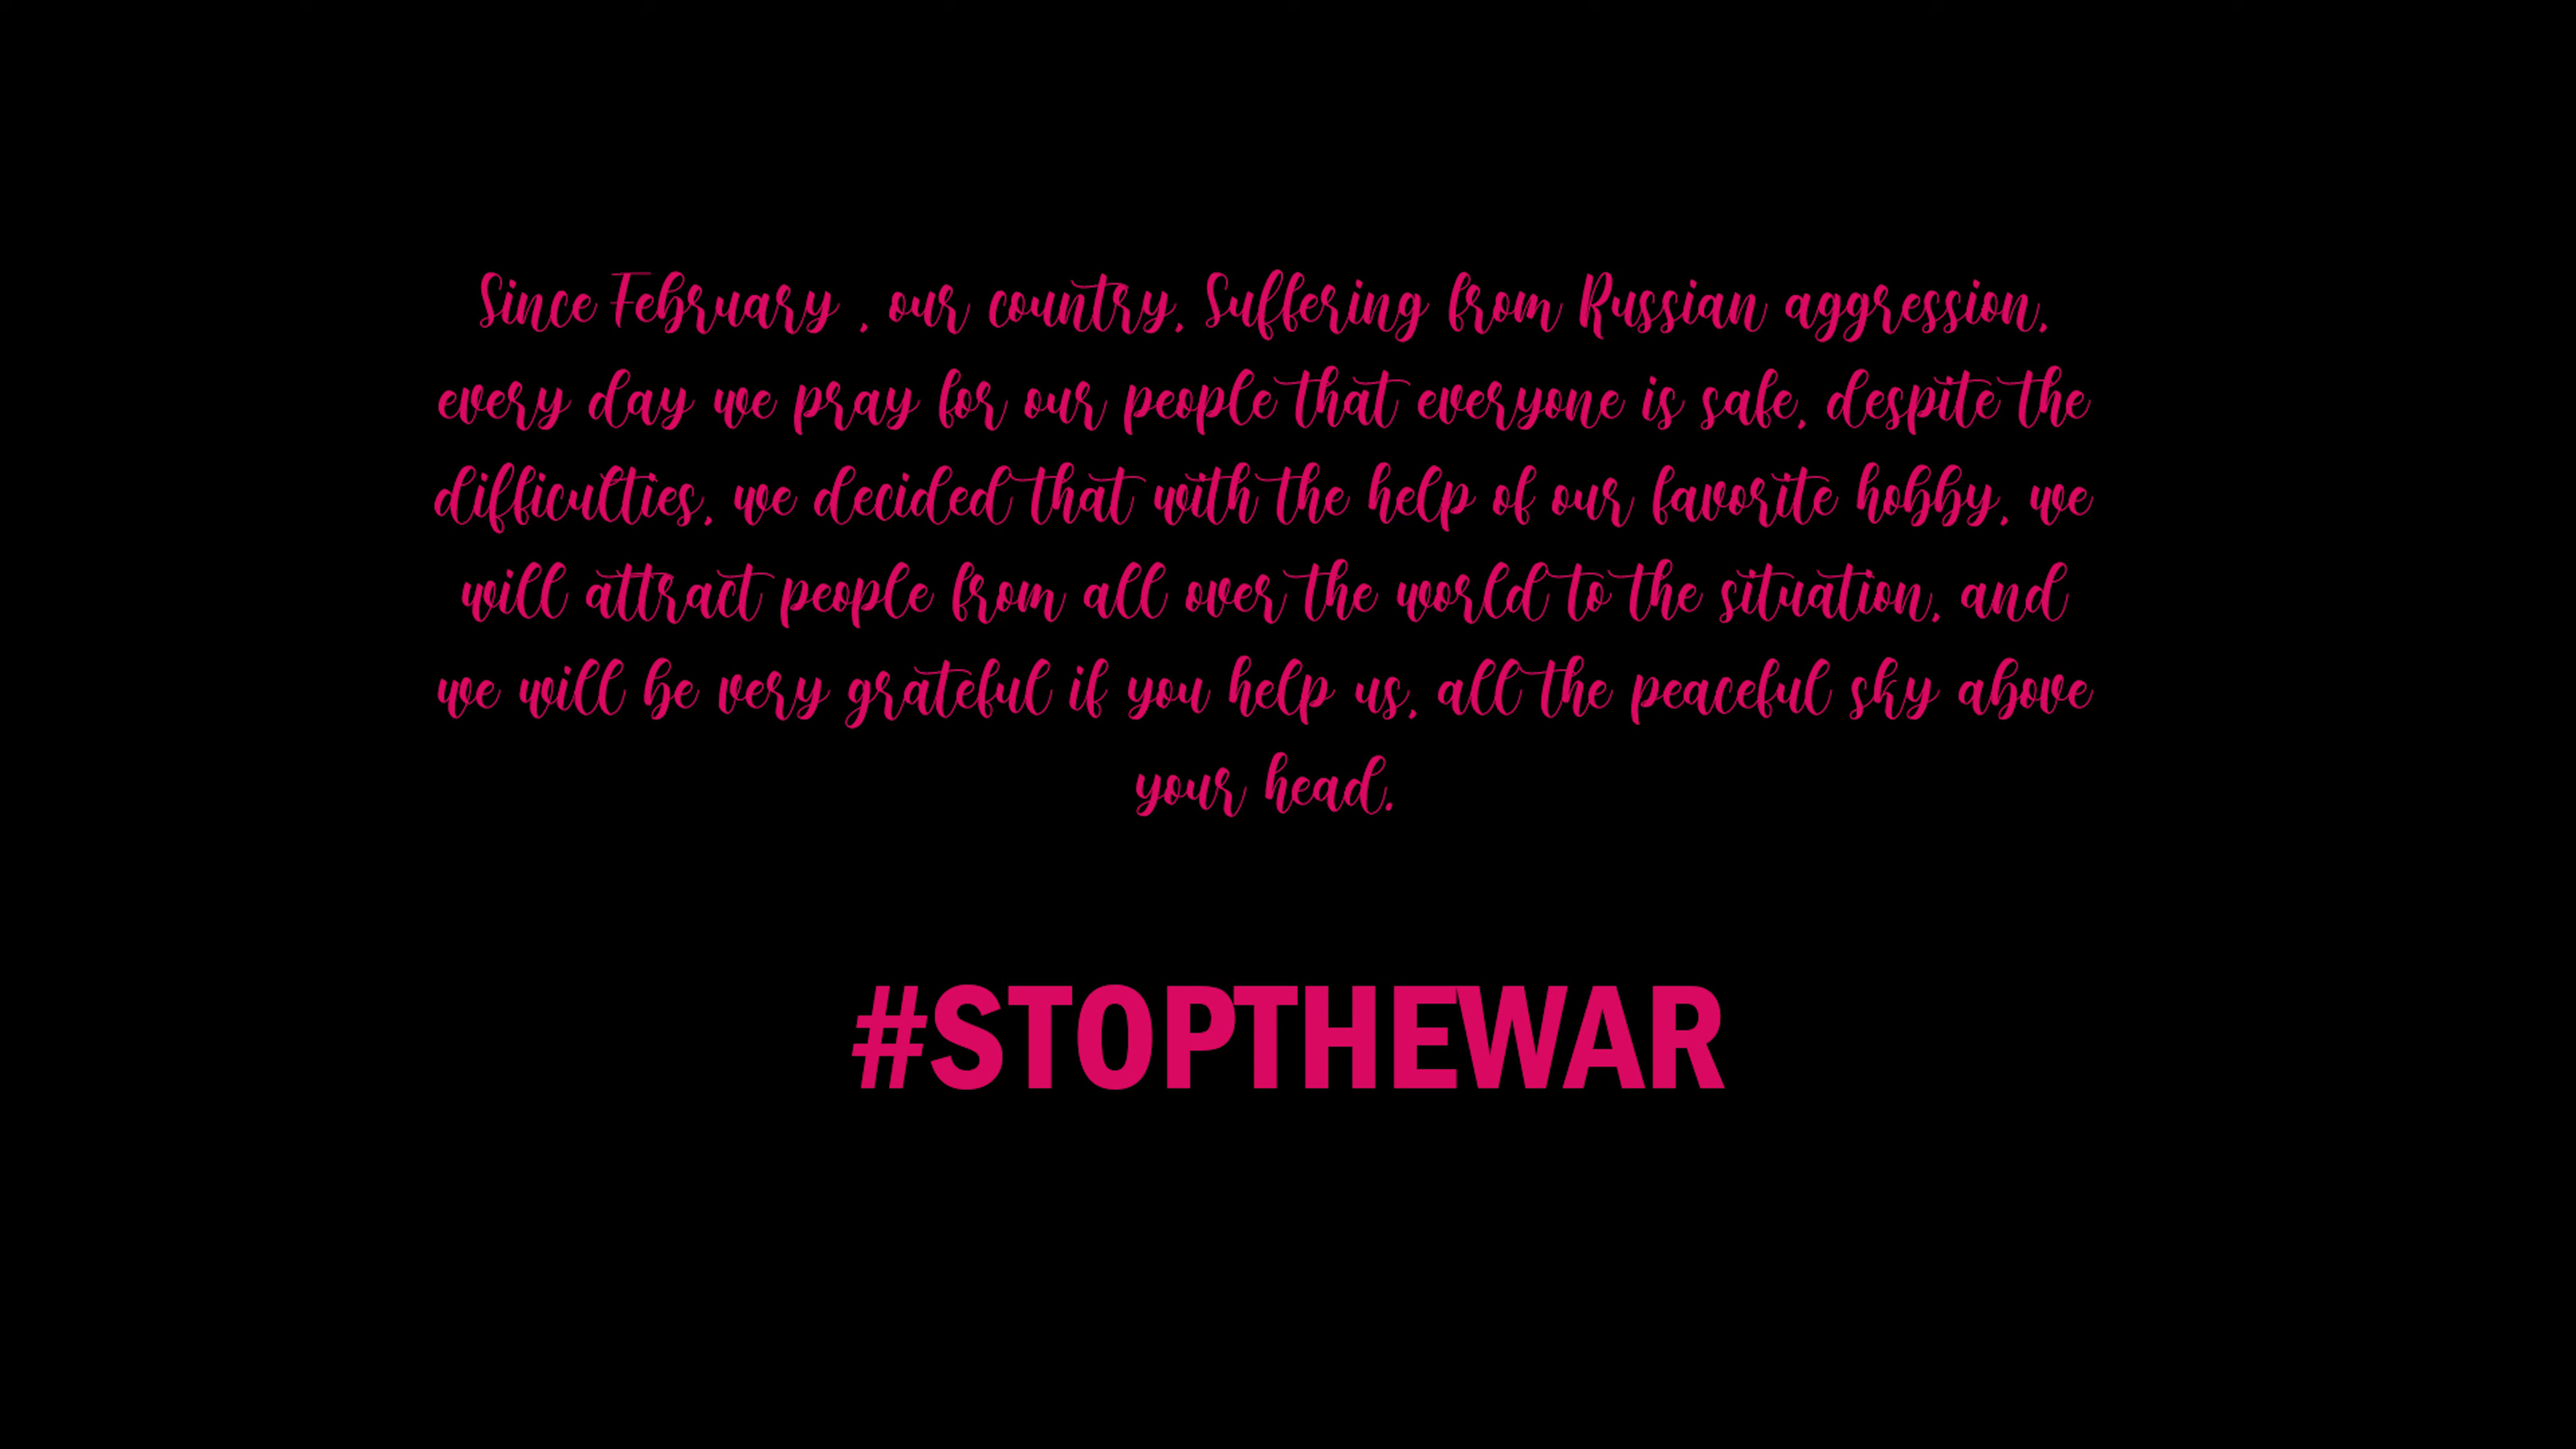 Since February , our country, Suffering from Russian aggression,
every day we pray for our people that everyone is safe, despite the
difficulties, we decided that with the help of our favorite hobby, we
will attract people from all over the world to the situation, and
we will be very grateful if you help us, all the peaceful sky above
your head.
#STOPTHEWAR